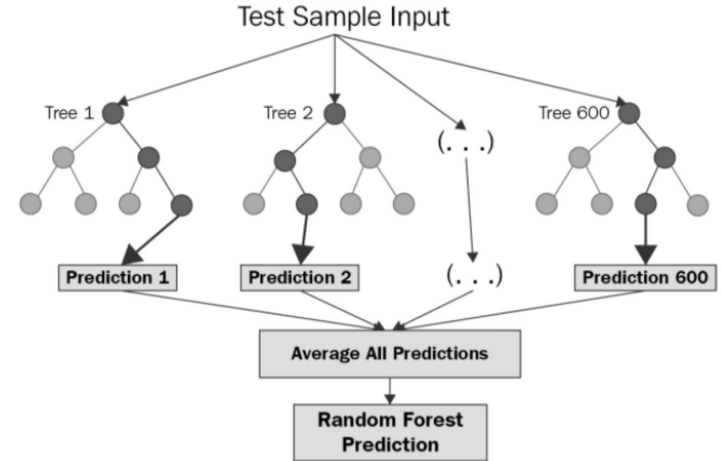 Test Sample Input
Tree 1
Tree 2
(. . .)
Tree 600
Prediction 1
Prediction 2
(. . .)
Prediction 600
Average All Predictions
Random Forest
Prediction